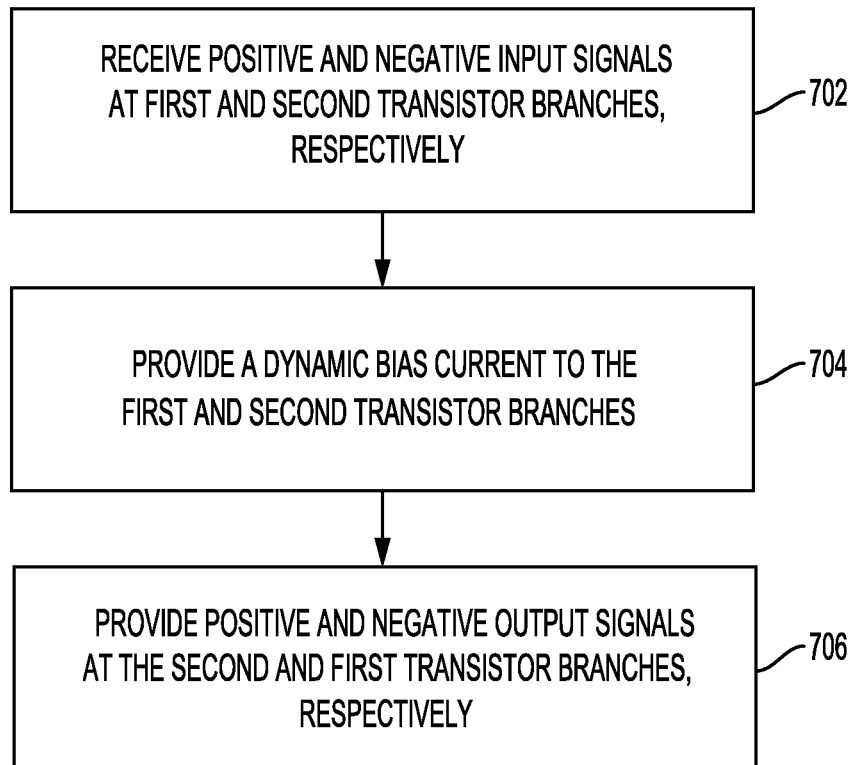 RECEIVE POSITIVE AND NEGATIVE INPUT SIGNALS
AT FIRST AND SECOND TRANSISTOR BRANCHES,
RESPECTIVELY
702
PROVIDE A DYNAMIC BIAS CURRENT TO THE
FIRST AND SECOND TRANSISTOR BRANCHES
704
PROVIDE POSITIVE AND NEGATIVE OUTPUT SIGNALS
AT THE SECOND AND FIRST TRANSISTOR BRANCHES,
RESPECTIVELY
706